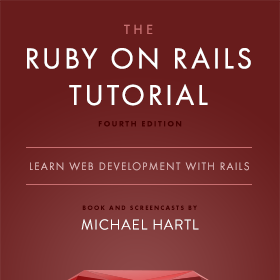 THE
RUBY ON RAILS
TUTORIAL
FOURTH EDITION
LEARN WEB DEVELOPMENT WITH RAILS
BOOK AND SCREENCASTS BY
MICHAEL HARTL